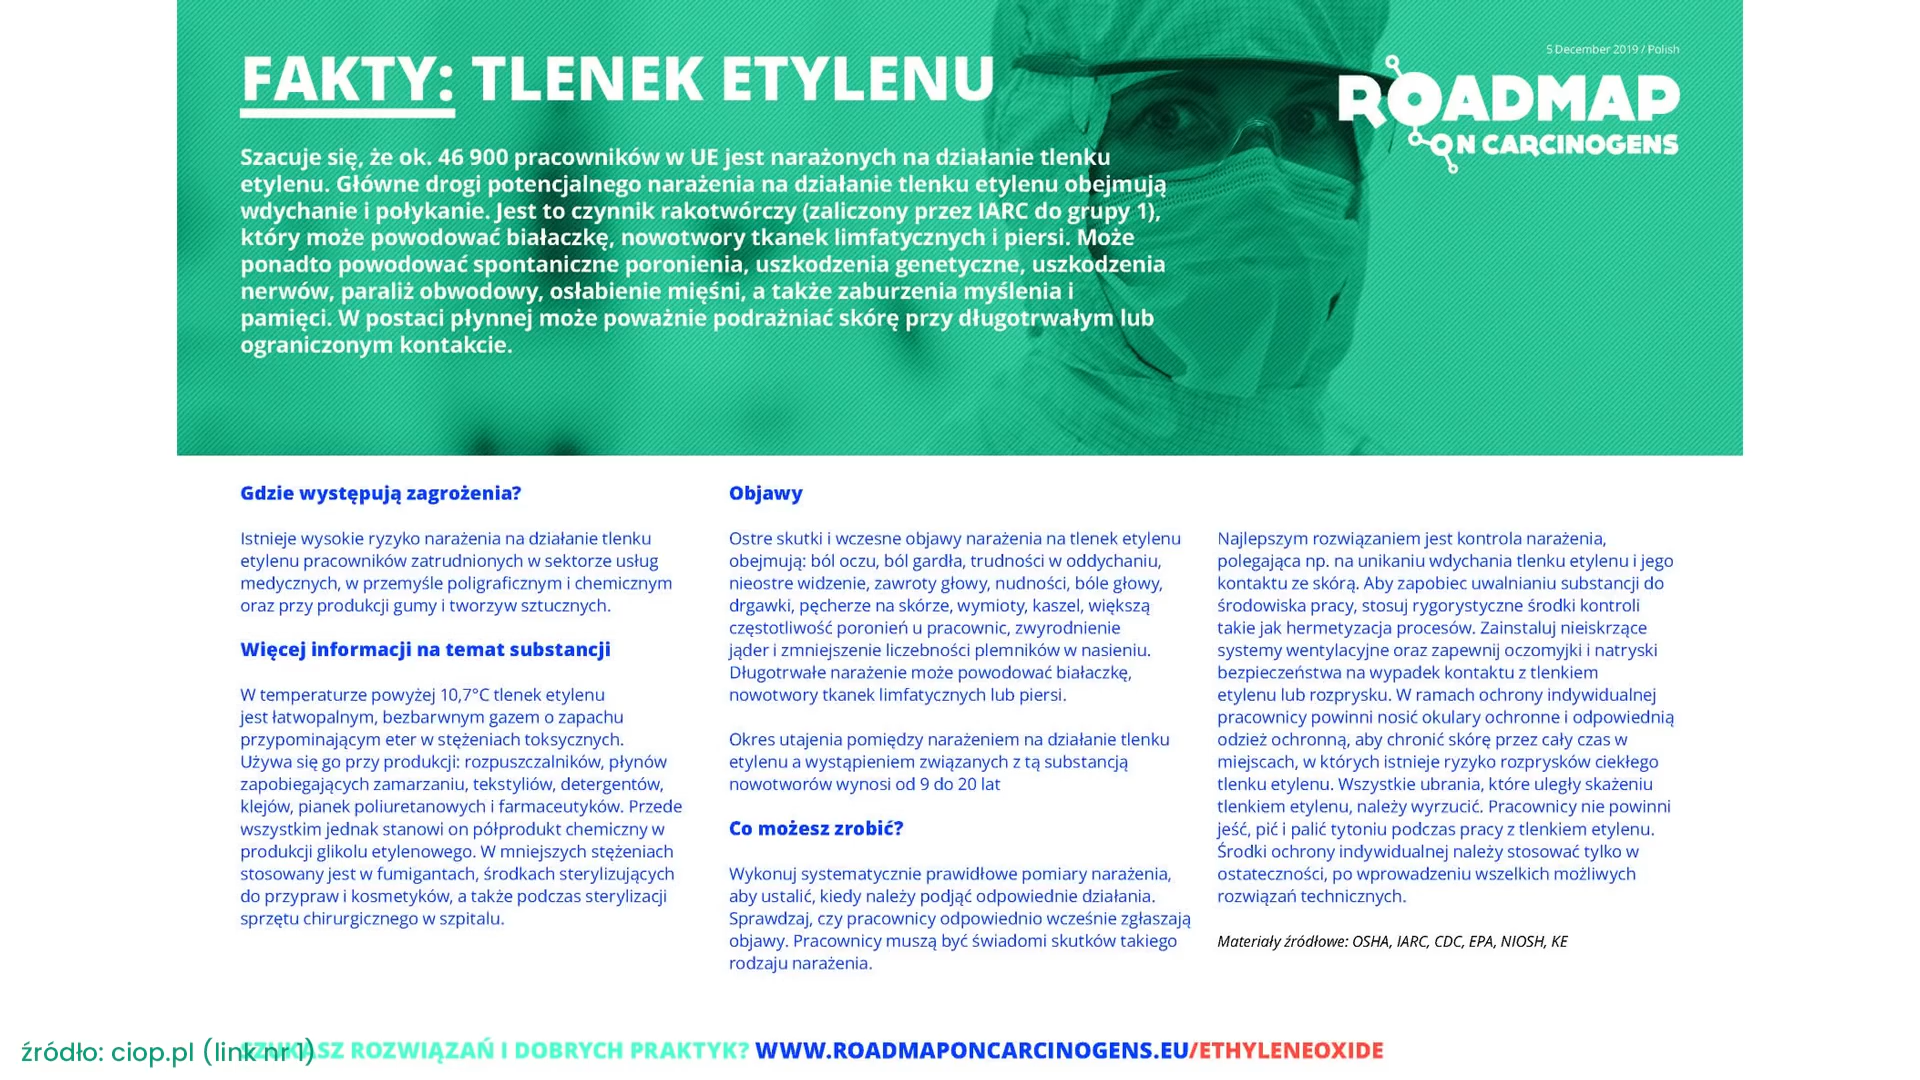 5 December 2019 / Polish
FAKTY: TLENEK ETYLENU
ROADMAP
ON CARCINOGENS
Szacuje się, że ok. 46 900 pracowników w UE jest narażonych na działanie tlenku
etylenu. Główne drogi potencjalnego narażenia na działanie tlenku etylenu obejmują
wdychanie i połykanie. Jest to czynnik rakotwórczy (zaliczony przez IARC do grupy 1),
który może powodować białaczkę, nowotwory tkanek limfatycznych i piersi. Może
ponadto powodować spontaniczne poronienia, uszkodzenia genetyczne, uszkodzenia
nerwów, paraliż obwodowy, osłabienie mięśni, a także zaburzenia myślenia i
pamięci. W postaci płynnej może poważnie podrażniać skórę przy długotrwałym lub
ograniczonym kontakcie.
Gdzie występują zagrożenia?
Istnieje wysokie ryzyko narażenia na działanie tlenku
etylenu pracowników zatrudnionych w sektorze usług
medycznych, w przemyśle poligraficznym i chemicznym
oraz przy produkcji gumy i tworzyw sztucznych.
Więcej informacji na temat substancji
W temperaturze powyżej 10,7°C tlenek etylenu
jest łatwopalnym, bezbarwnym gazem o zapachu
przypominającym eter w stężeniach toksycznych.
Używa się go przy produkcji: rozpuszczalników, płynów
zapobiegających zamarzaniu, tekstyliów, detergentów,
klejów, pianek poliuretanowych i farmaceutyków. Przede
wszystkim jednak stanowi on półprodukt chemiczny w
produkcji glikolu etylenowego. W mniejszych stężeniach
stosowany jest w fumigantach, środkach sterylizujących
do przypraw i kosmetyków, a także podczas sterylizacji
sprzętu chirurgicznego w szpitalu.
Objawy
Ostre skutki i wczesne objawy narażenia na tlenek etylenu
obejmują: ból oczu, ból gardła, trudności w oddychaniu,
nieostre widzenie, zawroty głowy, nudności, bóle głowy,
drgawki, pęcherze na skórze, wymioty, kaszel, większą
częstotliwość poronień u pracownic, zwyrodnienie
jąder i zmniejszenie liczebności plemników w nasieniu.
Długotrwałe narażenie może powodować białaczkę,
nowotwory tkanek limfatycznych lub piersi.
Okres utajenia pomiędzy narażeniem na działanie tlenku
etylenu a wystąpieniem związanych z tą substancją
nowotworów wynosi od 9 do 20 lat
Co możesz zrobić?
Wykonuj systematycznie prawidłowe pomiary narażenia,
aby ustalić, kiedy należy podjąć odpowiednie działania.
Sprawdzaj, czy pracownicy odpowiednio wcześnie zgłaszają
objawy. Pracownicy muszą być świadomi skutków takiego
rodzaju narażenia.
Najlepszym rozwiązaniem jest kontrola narażenia,
polegająca np. na unikaniu wdychania tlenku etylenu i jego
kontaktu ze skórą. Aby zapobiec uwalnianiu substancji do
środowiska pracy, stosuj rygorystyczne środki kontroli
takie jak hermetyzacja procesów. Zainstaluj nieiskrzące
systemy wentylacyjne oraz zapewnij oczomyjki i natryski
bezpieczeństwa na wypadek kontaktu z tlenkiem
etylenu lub rozprysku. W ramach ochrony indywidualnej
pracownicy powinni nosić okulary ochronne i odpowiednią
odzież ochronną, aby chronić skórę przez cały czas w
miejscach, w których istnieje ryzyko rozprysków ciekłego
tlenku etylenu. Wszystkie ubrania, które uległy skażeniu
tlenkiem etylenu, należy wyrzucić. Pracownicy nie powinni
jeść, pić i palić tytoniu podczas pracy z tlenkiem etylenu.
Środki ochrony indywidualnej należy stosować tylko w
ostateczności, po wprowadzeniu wszelkich możliwych
rozwiązań technicznych.
Materiały źródłowe: OSHA, IARC, CDC, EPA, NIOSH, KE
źródło: ciop.pl (link nr 1)
SZUKASZ ROZWIĄZAŃ I DOBRYCH PRAKTYK? WWW.ROADMAPONCARCINOGENS.EU/ETHYLENEOXIDE